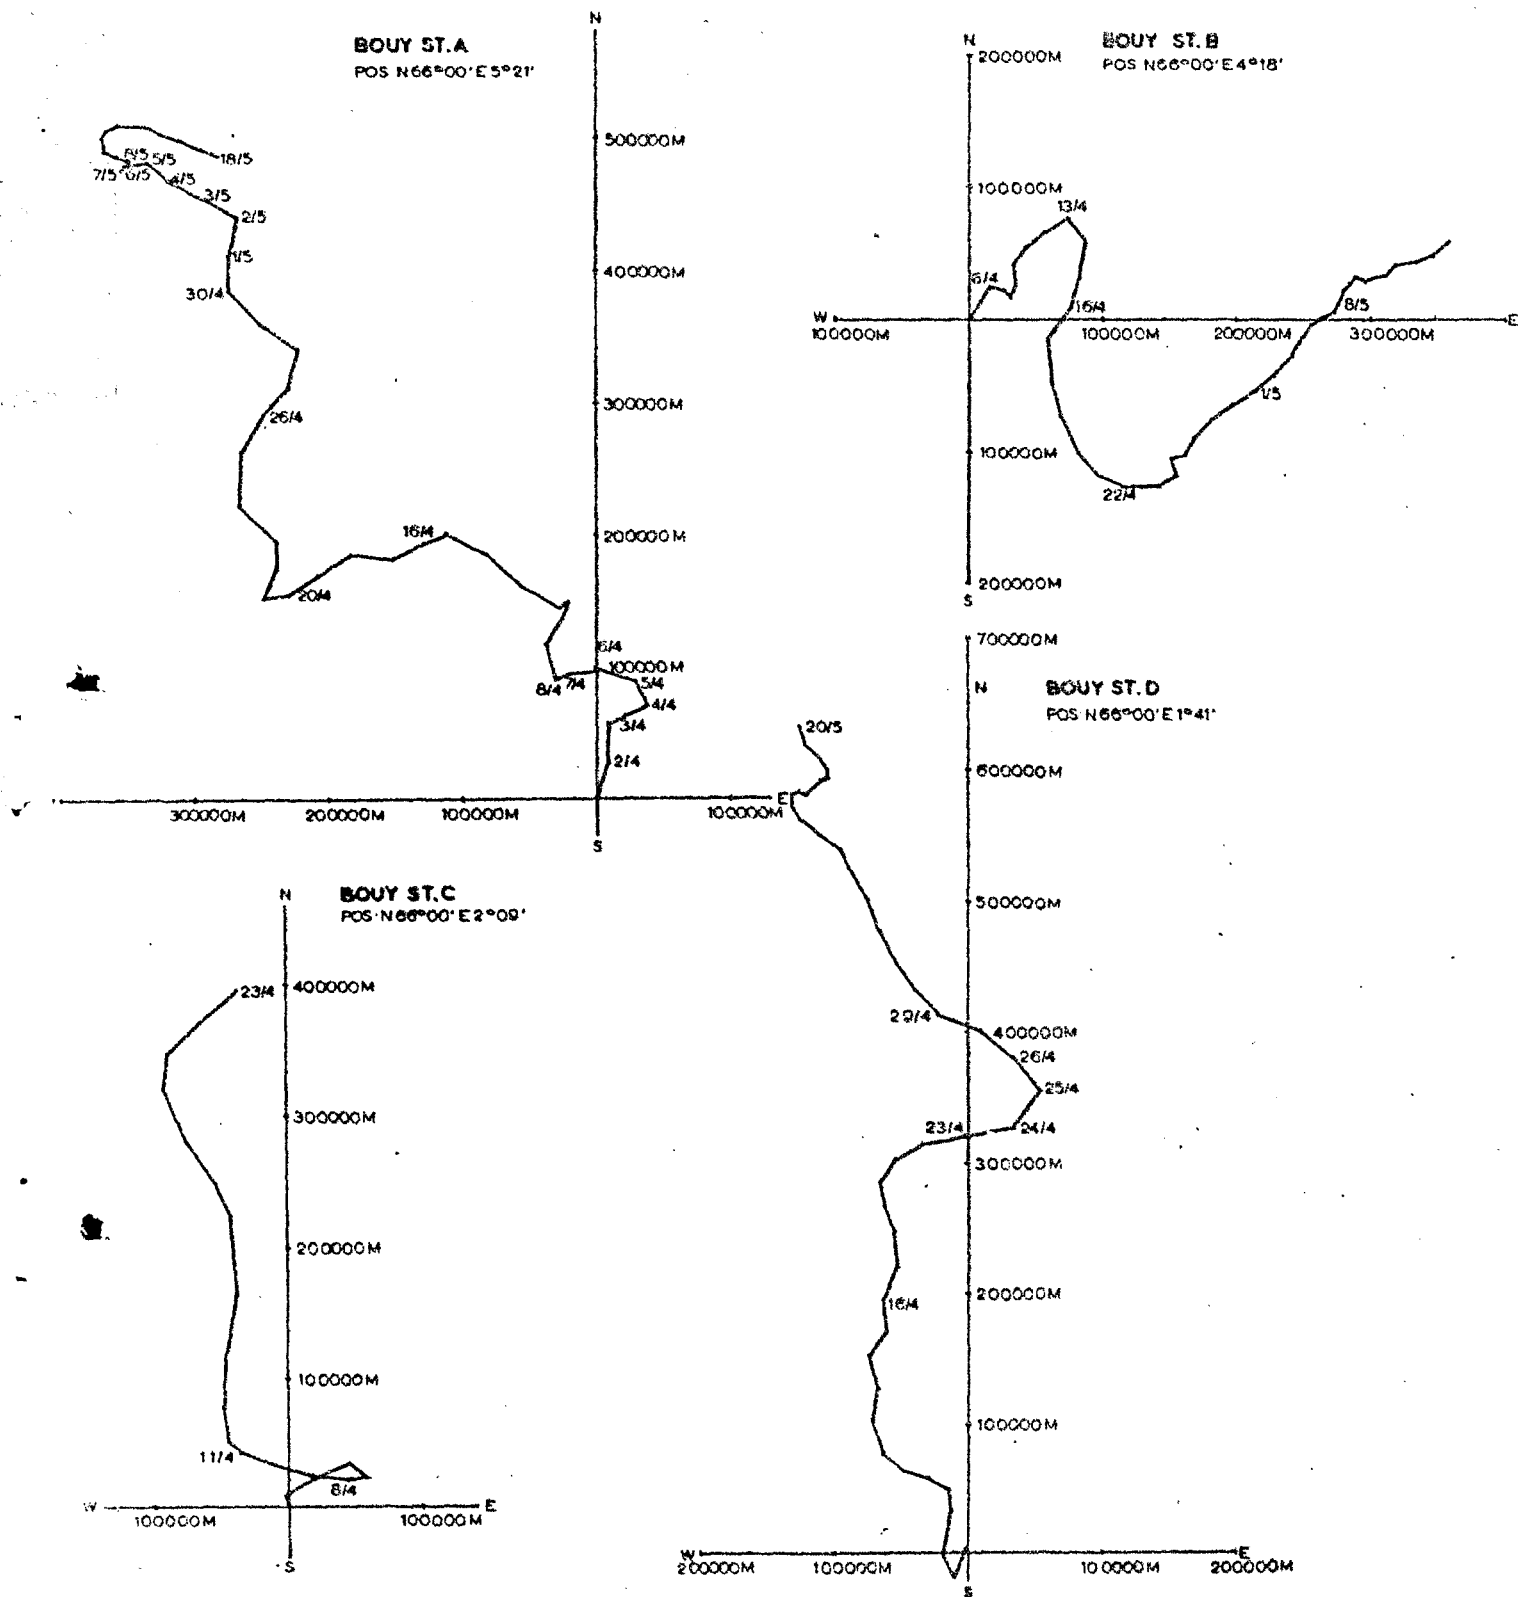 N
BOUY ST.A
POS N66°00'E5°21'
500000M
18/5
8/5
5/5
7/5
6/5
4/5
3/5
2/5
1/5
400000M
30/4
300000M
26/4
200000M
16/4
20/4
6/4
100000M
8/4
7/4
5/4
4/4
3/4
2/4
E
300000M
200000M
100000M
100000M
S
N
BOUY ST.B
POS N66°00'E4°18'
200000M
100000M
13/4
6/4
16/4
8/5
W
E
100000M
100000M
200000M
300000M
1/5
100000M
22/4
200000M
S
N
BOUY ST.C
POS·N66°00'E2°09'
23/4
400000M
300000M
200000M
100000M
11/4
8/4
W
E
100000M
100000M
S
700000M
N
BOUY ST.D
POS·N66°00'E1°41'
20/5
600000M
500000M
29/4
400000M
26/4
25/4
23/4
24/4
300000M
16/4
200000M
100000M
W
E
200000M
100000M
100000M
200000M
S